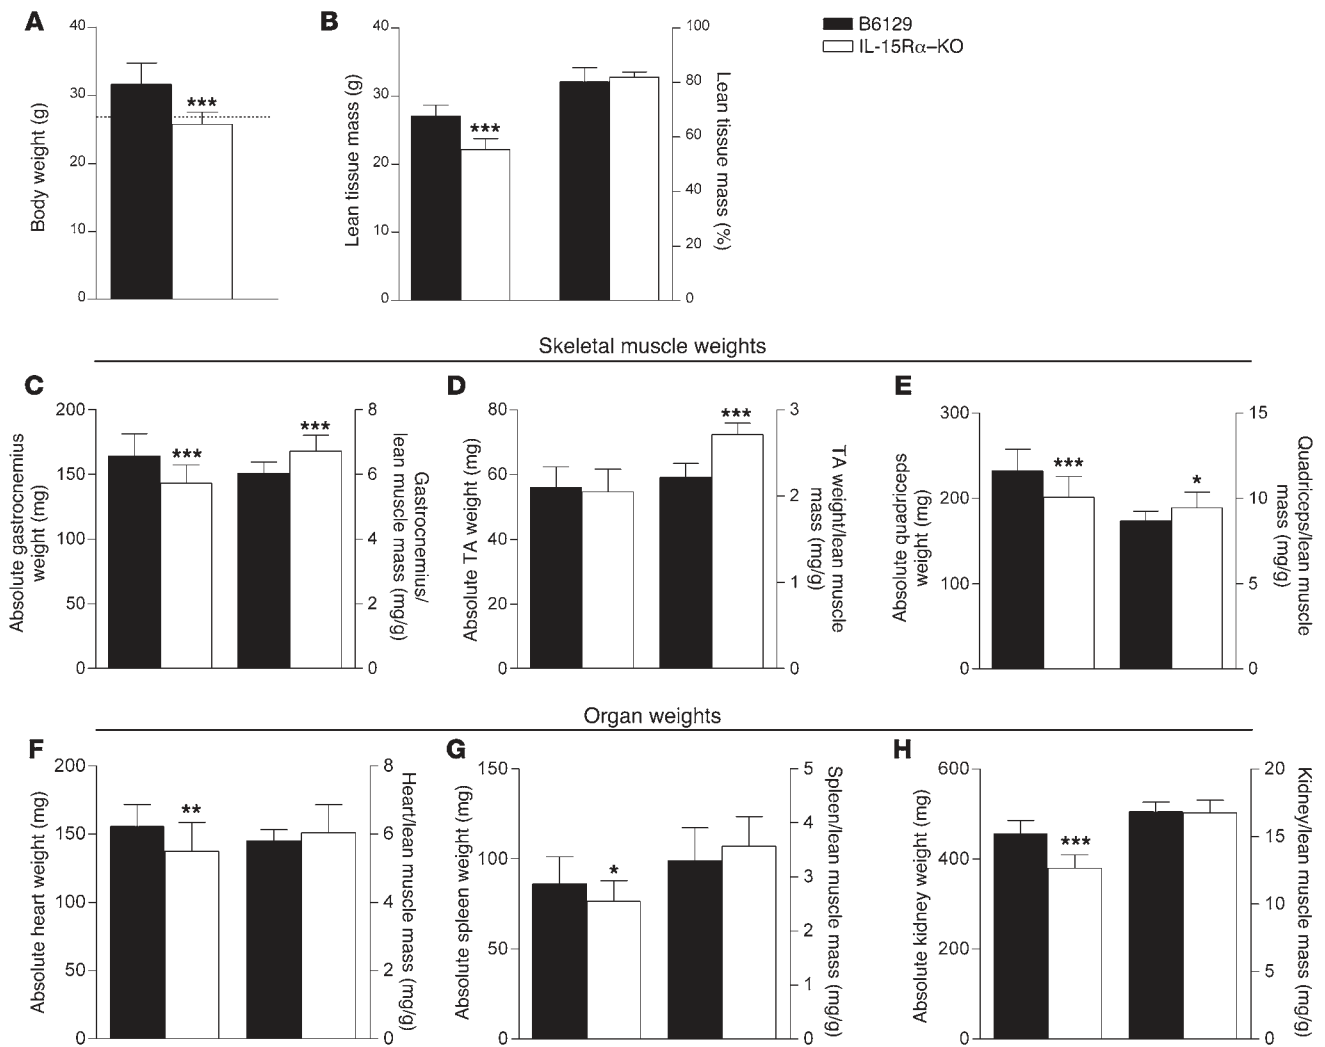 A
40
30
20
10
0
Body weight (g)
***
B
40
30
20
10
0
Lean tissue mass (g)
***
100
80
60
40
20
0
Lean tissue mass (%)
B6129
IL-15Rα–KO
Skeletal muscle weights
C
200
150
100
50
0
Absolute gastrocnemius
weight (mg)
***
***
8
6
4
2
0
Gastrocnemius/
lean muscle mass (mg/g)
D
80
60
40
20
0
Absolute TA weight (mg)
***
3
2
1
0
TA weight/lean muscle
mass (mg/g)
E
300
200
100
0
Absolute quadriceps
weight (mg)
***
*
15
10
5
0
Quadriceps/lean muscle
mass (mg/g)
Organ weights
F
200
150
100
50
0
Absolute heart weight (mg)
**
8
6
4
2
0
Heart/lean muscle mass (mg/g)
G
150
100
50
0
Absolute spleen weight (mg)
*
5
4
3
2
1
0
Spleen/lean muscle mass (mg/g)
H
600
400
200
0
Absolute kidney weight (mg)
***
20
15
10
5
0
Kidney/lean muscle mass (mg/g)